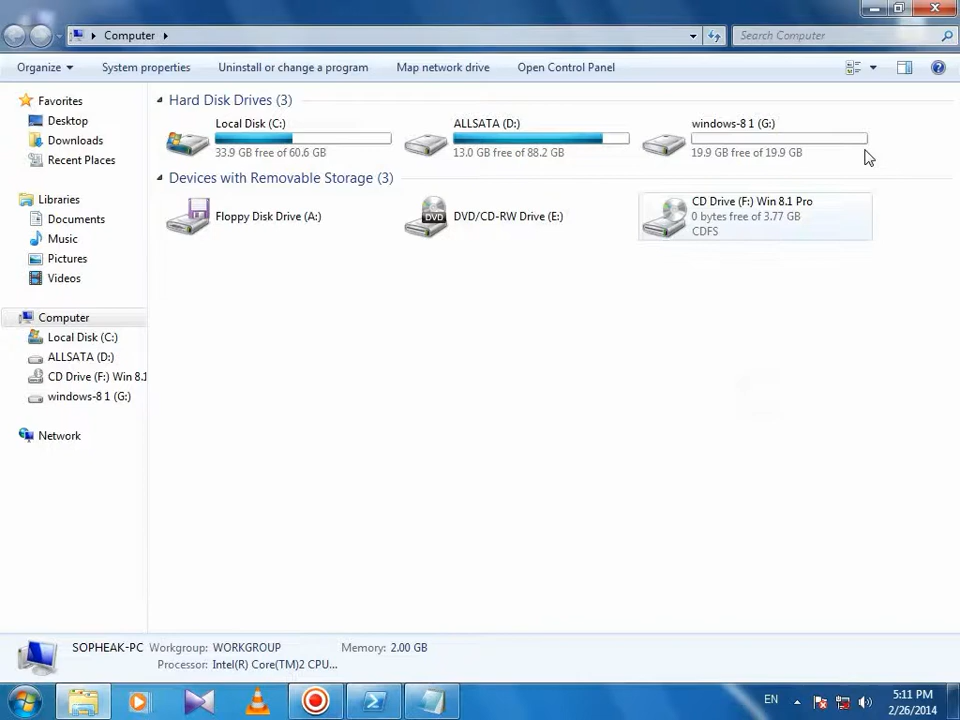 Computer
Search Computer
Organize
System properties
Uninstall or change a program
Map network drive
Open Control Panel
Favorites
Desktop
Downloads
Recent Places
Libraries
Documents
Music
Pictures
Videos
Computer
Local Disk (C:)
ALLSATA (D:)
CD Drive (F:) Win 8.1
windows-8 1 (G:)
Network
Hard Disk Drives (3)
Local Disk (C:)
33.9 GB free of 60.6 GB
ALLSATA (D:)
13.0 GB free of 88.2 GB
windows-8 1 (G:)
19.9 GB free of 19.9 GB
Devices with Removable Storage (3)
Floppy Disk Drive (A:)
DVD
DVD/CD-RW Drive (E:)
CD Drive (F:) Win 8.1 Pro
0 bytes free of 3.77 GB
CDFS
SOPHEAK-PC Workgroup: WORKGROUP Memory: 2.00 GB
Processor: Intel(R) Core(TM)2 CPU...
EN
5:11 PM
2/26/2014